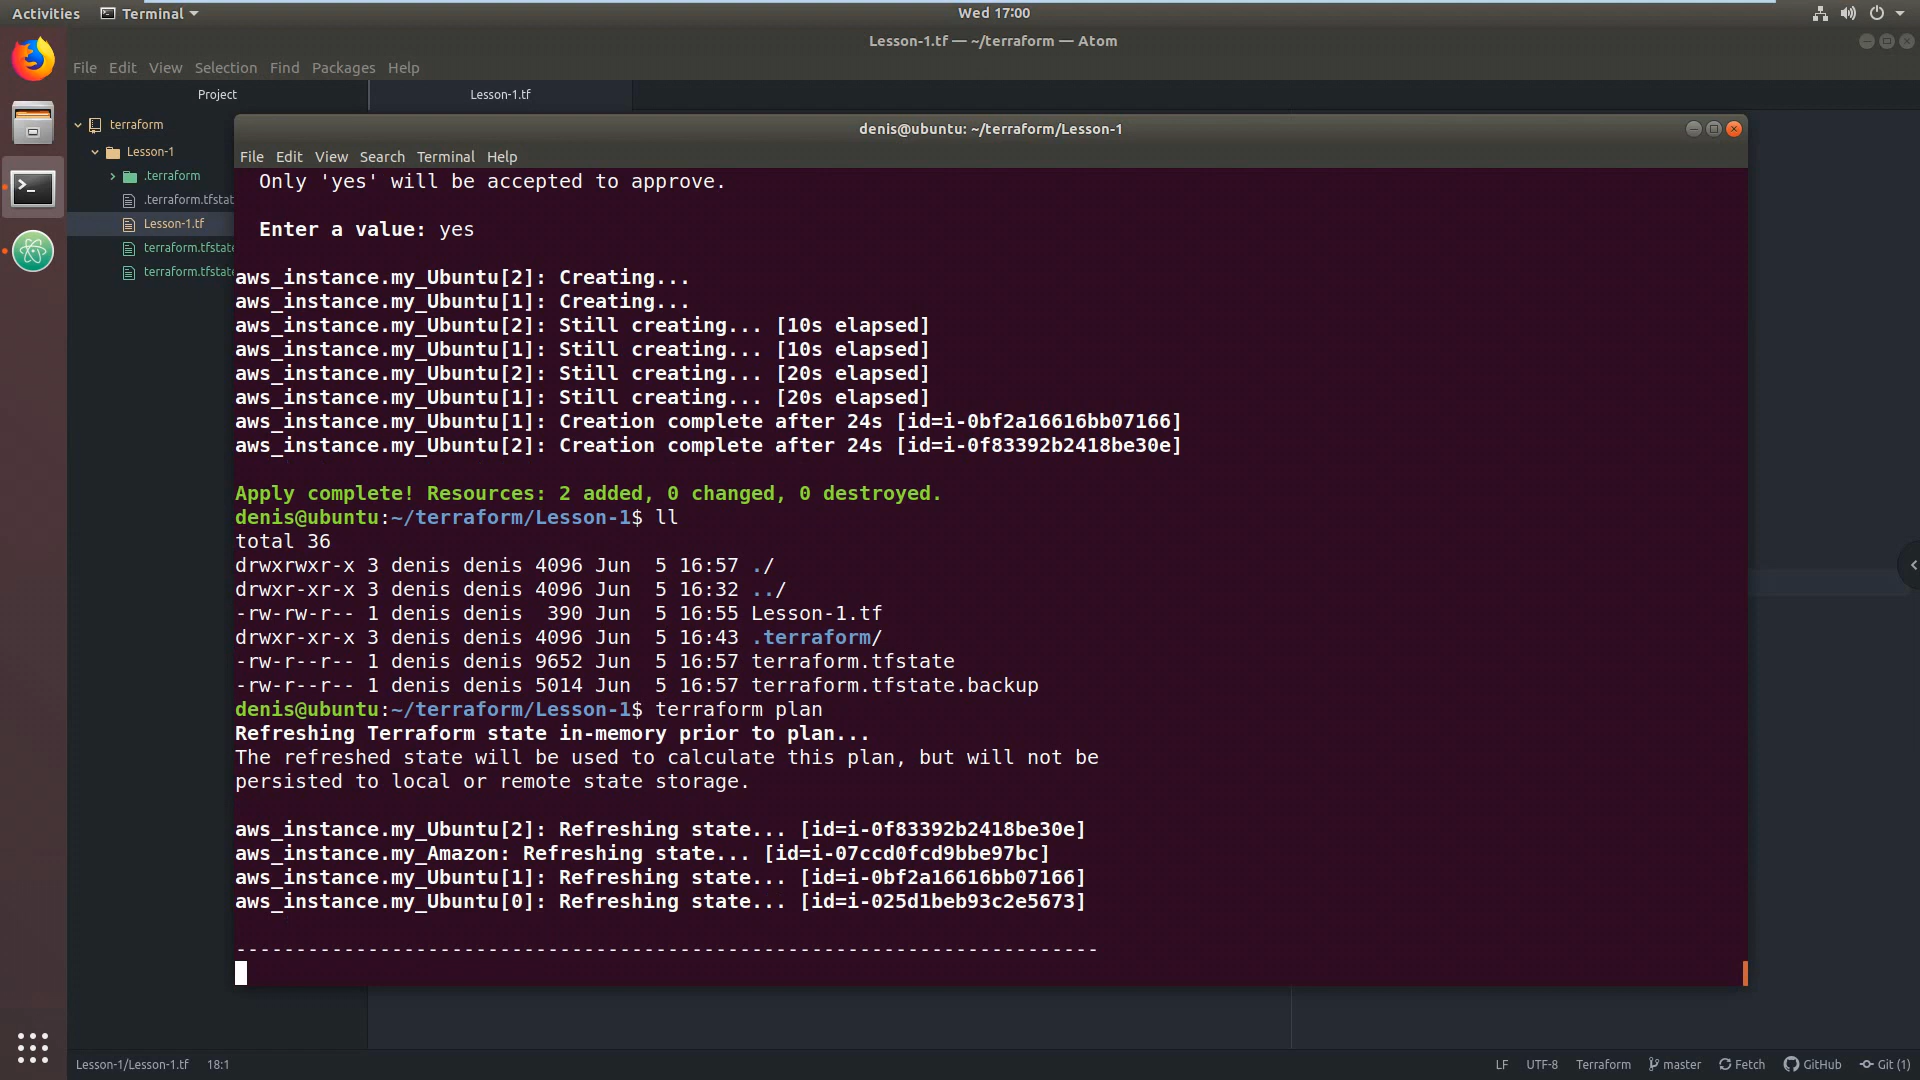 Activities Terminal Wed 17:00
Lesson-1.tf — ~/terraform — Atom
File Edit View Selection Find Packages Help
Project Lesson-1.tf
terraform
Lesson-1
.terraform
.terraform.tfstat
Lesson-1.tf
terraform.tfstate
terraform.tfstate
denis@ubuntu: ~/terraform/Lesson-1
File Edit View Search Terminal Help
Only 'yes' will be accepted to approve.
Enter a value: yes
aws_instance.my_Ubuntu[2]: Creating...
aws_instance.my_Ubuntu[1]: Creating...
aws_instance.my_Ubuntu[2]: Still creating... [10s elapsed]
aws_instance.my_Ubuntu[1]: Still creating... [10s elapsed]
aws_instance.my_Ubuntu[2]: Still creating... [20s elapsed]
aws_instance.my_Ubuntu[1]: Still creating... [20s elapsed]
aws_instance.my_Ubuntu[1]: Creation complete after 24s [id=i-0bf2a16616bb07166]
aws_instance.my_Ubuntu[2]: Creation complete after 24s [id=i-0f83392b2418be30e]
Apply complete! Resources: 2 added, 0 changed, 0 destroyed.
denis@ubuntu:~/terraform/Lesson-1$ ll
total 36
drwxrwxr-x 3 denis denis 4096 Jun  5 16:57 ./
drwxr-xr-x 3 denis denis 4096 Jun  5 16:32 ../
-rw-rw-r-- 1 denis denis  390 Jun  5 16:55 Lesson-1.tf
drwxr-xr-x 3 denis denis 4096 Jun  5 16:43 .terraform/
-rw-r--r-- 1 denis denis 9652 Jun  5 16:57 terraform.tfstate
-rw-r--r-- 1 denis denis 5014 Jun  5 16:57 terraform.tfstate.backup
denis@ubuntu:~/terraform/Lesson-1$ terraform plan
Refreshing Terraform state in-memory prior to plan...
The refreshed state will be used to calculate this plan, but will not be
persisted to local or remote state storage.
aws_instance.my_Ubuntu[2]: Refreshing state... [id=i-0f83392b2418be30e]
aws_instance.my_Amazon: Refreshing state... [id=i-07ccd0fcd9bbe97bc]
aws_instance.my_Ubuntu[1]: Refreshing state... [id=i-0bf2a16616bb07166]
aws_instance.my_Ubuntu[0]: Refreshing state... [id=i-025d1beb93c2e5673]
------------------------------------------------------------------------
Lesson-1/Lesson-1.tf 18:1 LF UTF-8 Terraform master Fetch GitHub Git (1)